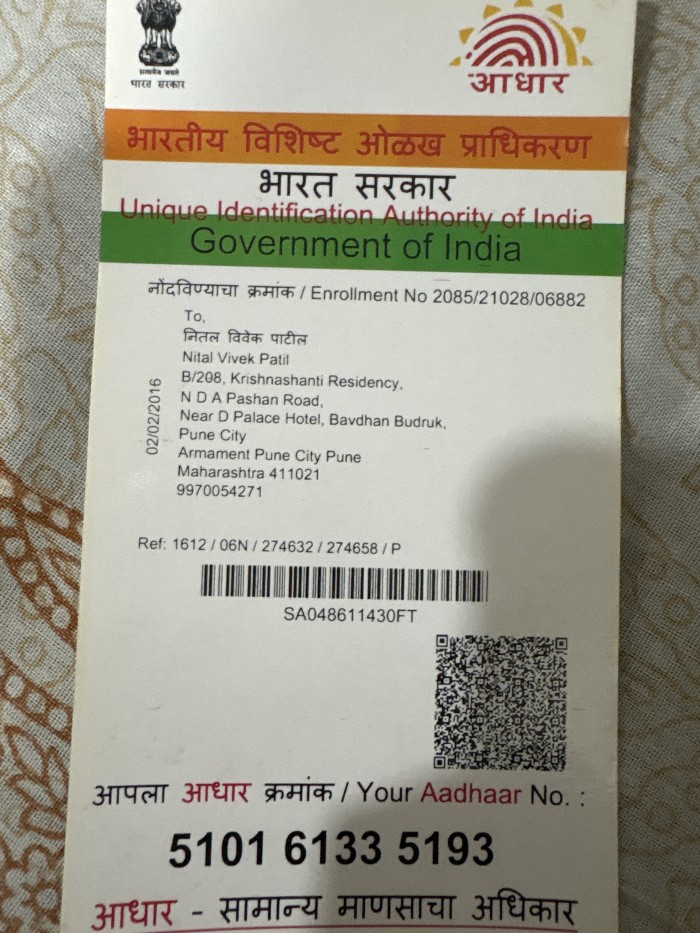 सत्यमेव जयते
भारत सरकार
आधार
भारतीय विशिष्ट ओळख प्राधिकरण
भारत सरकार
Unique Identification Authority of India
Government of India
नोंदविण्याचा क्रमांक / Enrollment No 2085/21028/06882
To,
नितल विवेक पाटील
Nital Vivek Patil
B/208, Krishnashanti Residency,
N D A Pashan Road,
Near D Palace Hotel, Bavdhan Budruk,
Pune City
Armament Pune City Pune
Maharashtra 411021
9970054271
02/02/2016
Ref: 1612 / 06N / 274632 / 274658 / P
SA048611430FT
आपला आधार क्रमांक / Your Aadhaar No. :
5101 6133 5193
आधार - सामान्य माणसाचा अधिकार